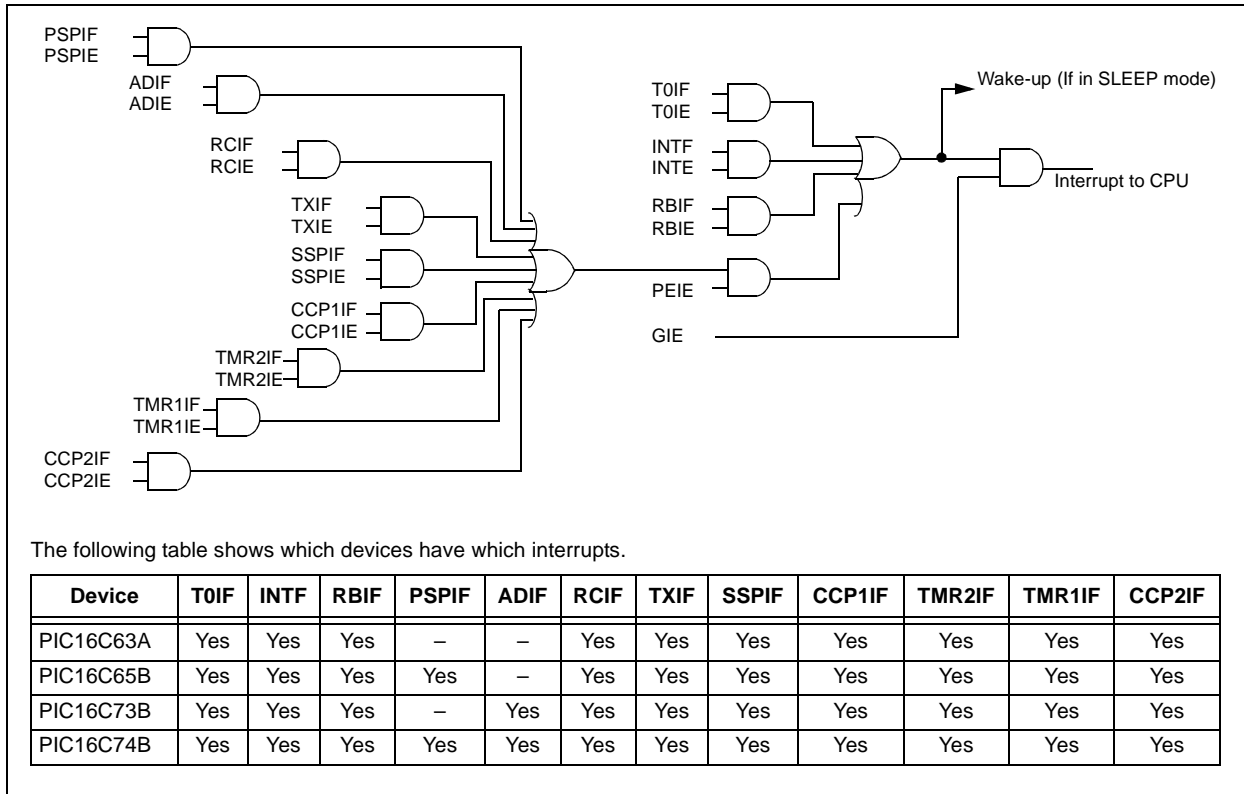 PSPIF
PSPIE
ADIF
ADIE
RCIF
RCIE
TXIF
TXIE
SSPIF
SSPIE
CCP1IF
CCP1IE
TMR2IF
TMR2IE
TMR1IF
TMR1IE
CCP2IF
CCP2IE
T0IF
T0IE
INTF
INTE
RBIF
RBIE
PEIE
GIE
Wake-up (If in SLEEP mode)
Interrupt to CPU
The following table shows which devices have which interrupts.
Device T0IF INTF RBIF PSPIF ADIF RCIF TXIF SSPIF CCP1IF TMR2IF TMR1IF CCP2IF
PIC16C63A Yes Yes Yes – – Yes Yes Yes Yes Yes Yes Yes
PIC16C65B Yes Yes Yes Yes – Yes Yes Yes Yes Yes Yes Yes
PIC16C73B Yes Yes Yes – Yes Yes Yes Yes Yes Yes Yes Yes
PIC16C74B Yes Yes Yes Yes Yes Yes Yes Yes Yes Yes Yes Yes